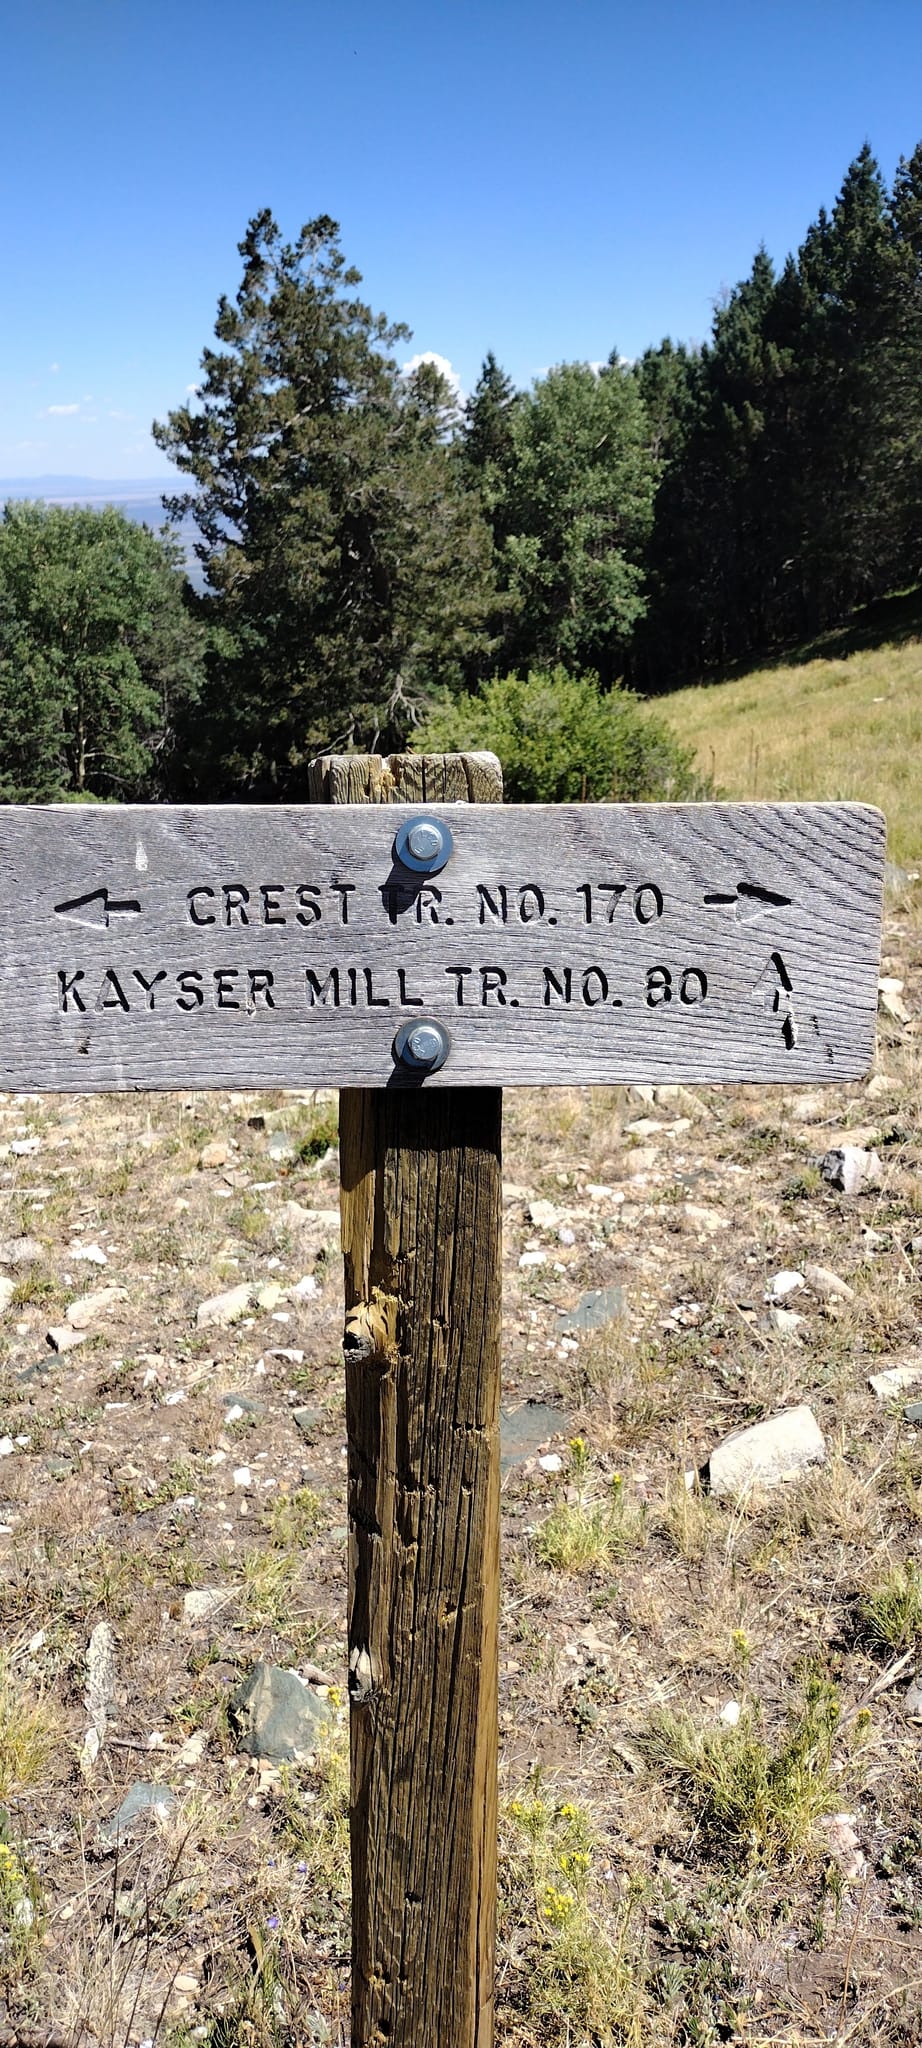 ← CREST TR. NO. 170 →
KAYSER MILL TR. NO. 80 ↑